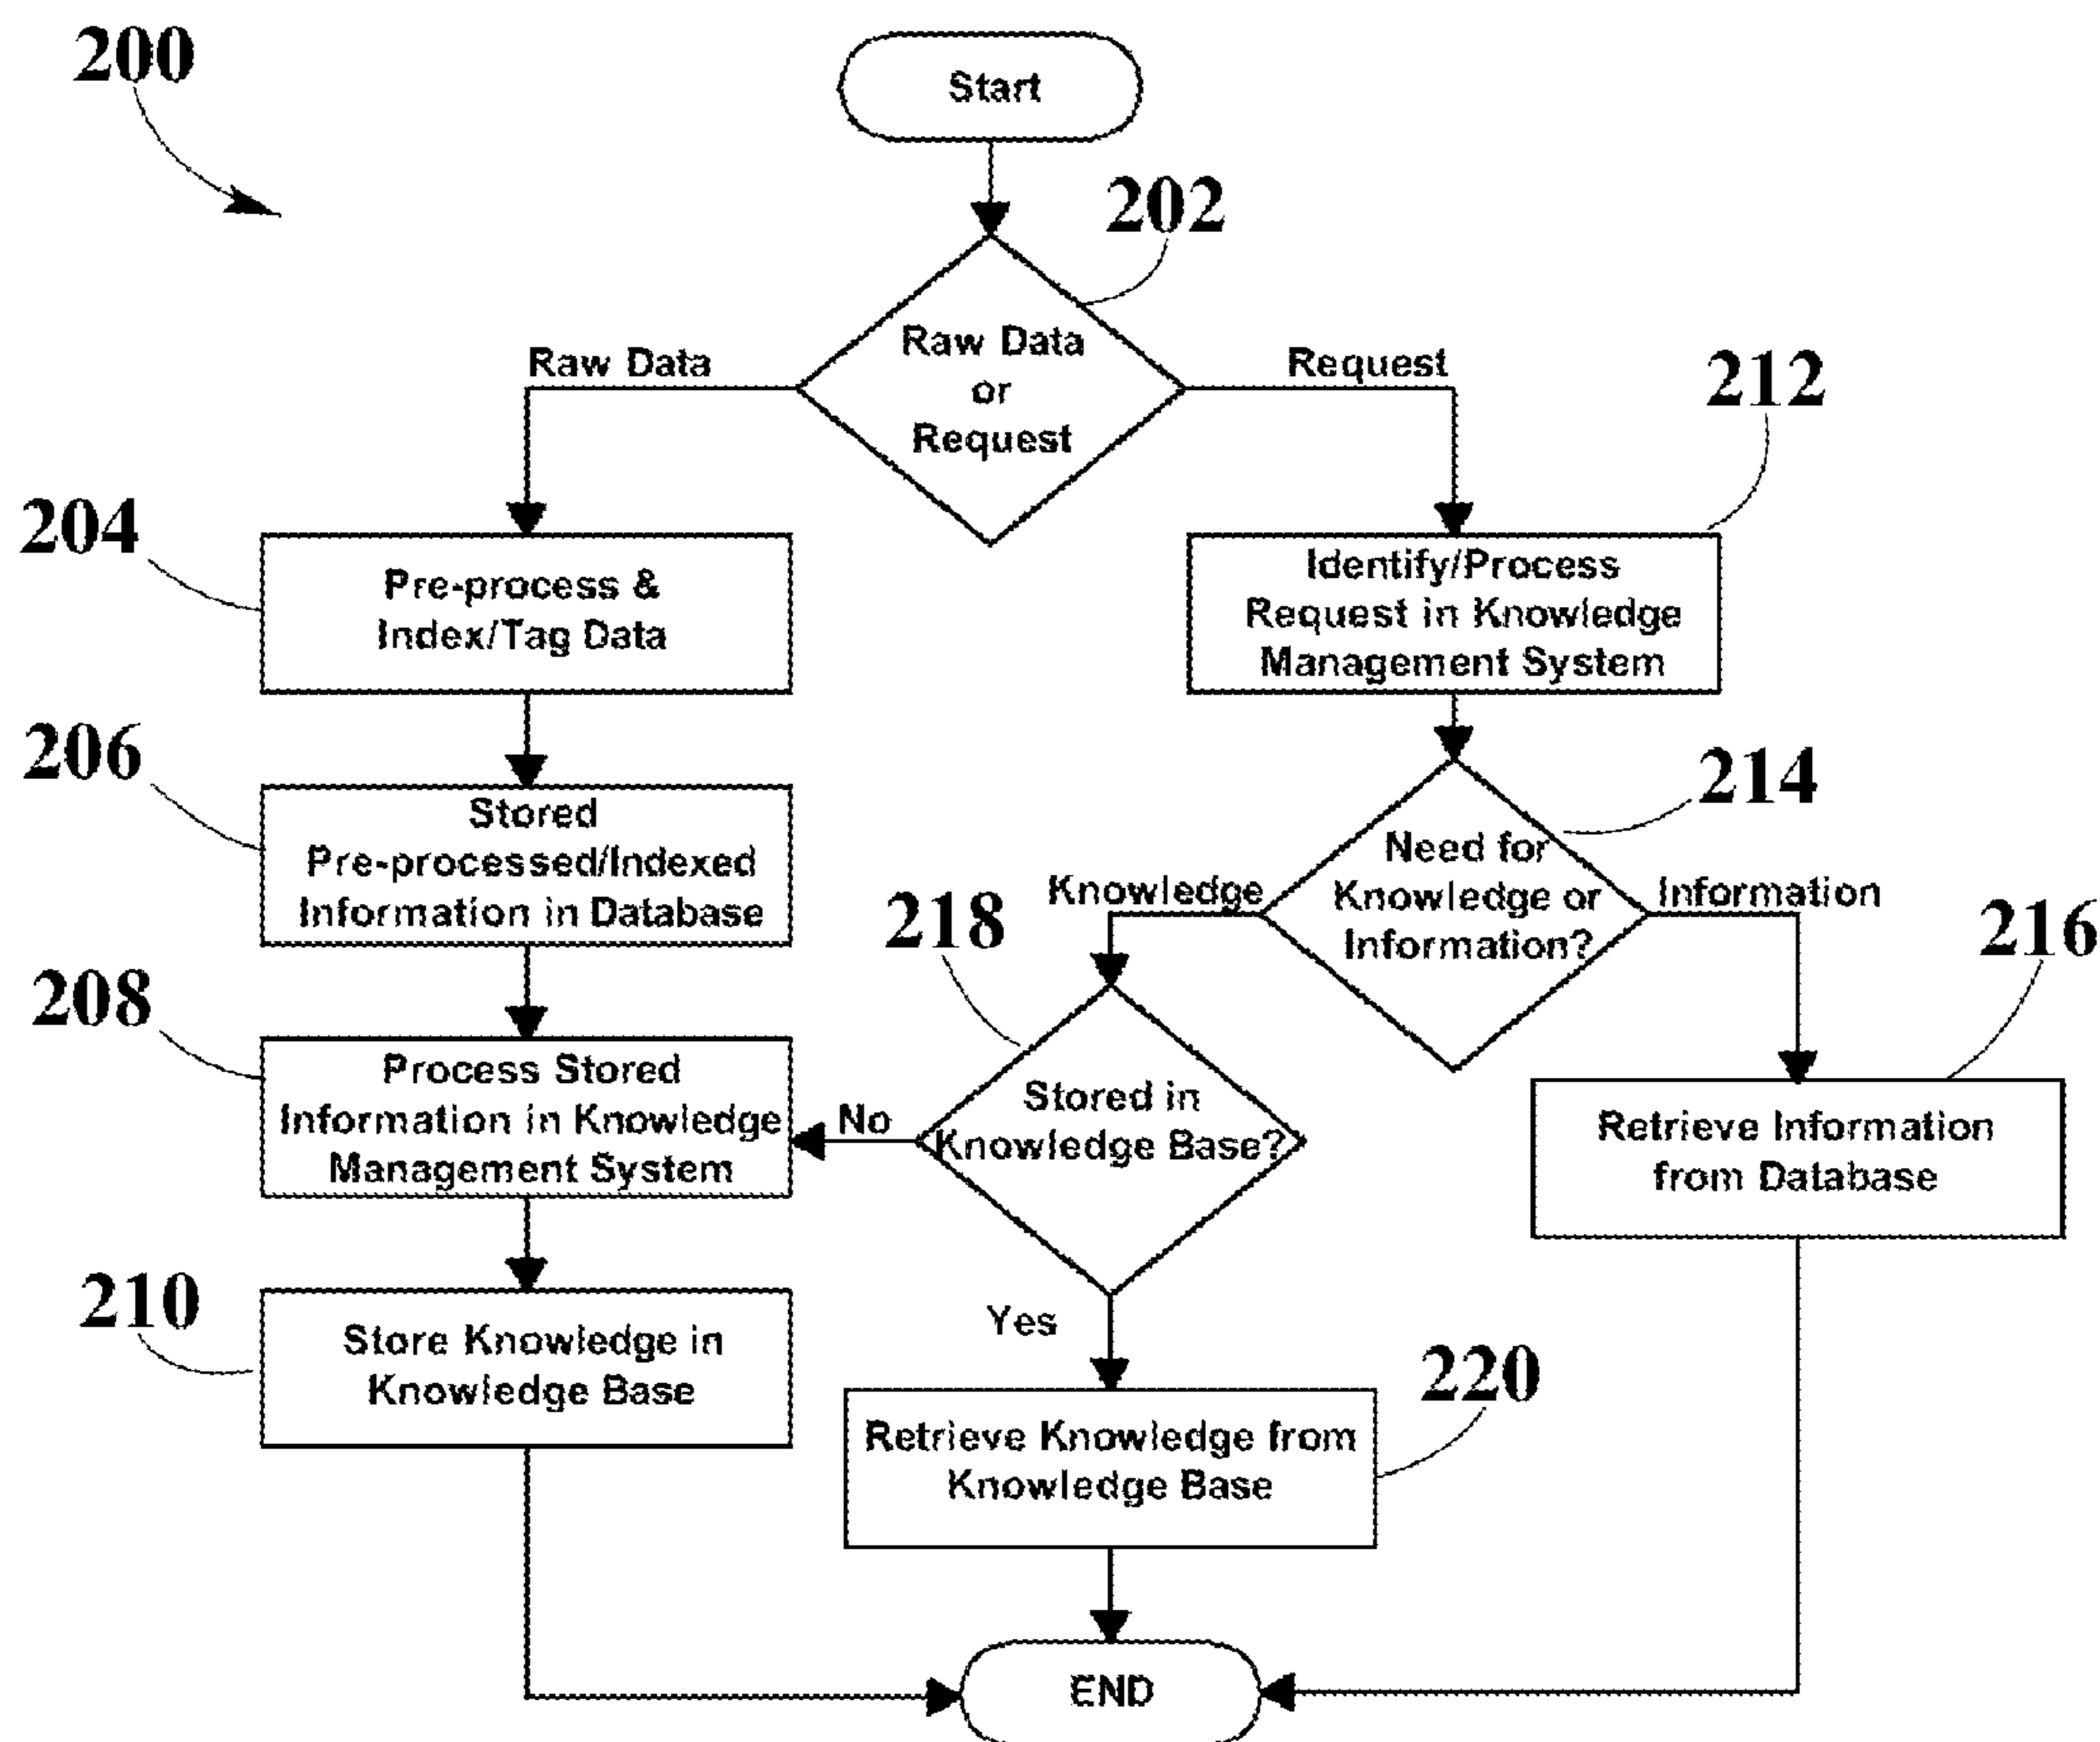 200
Start
202
Raw Data
or
Request
Raw Data
Request
212
204
Pre-process &
Index/Tag Data
Identify/Process
Request in Knowledge
Management System
206
Stored
Pre-processed/Indexed
Information in Database
214
Need for
Knowledge or
Information?
Knowledge
Information
218
216
208
Process Stored
Information in Knowledge
Management System
No
Stored in
Knowledge Base?
Retrieve Information
from Database
210
Store Knowledge in
Knowledge Base
Yes
220
Retrieve Knowledge from
Knowledge Base
END